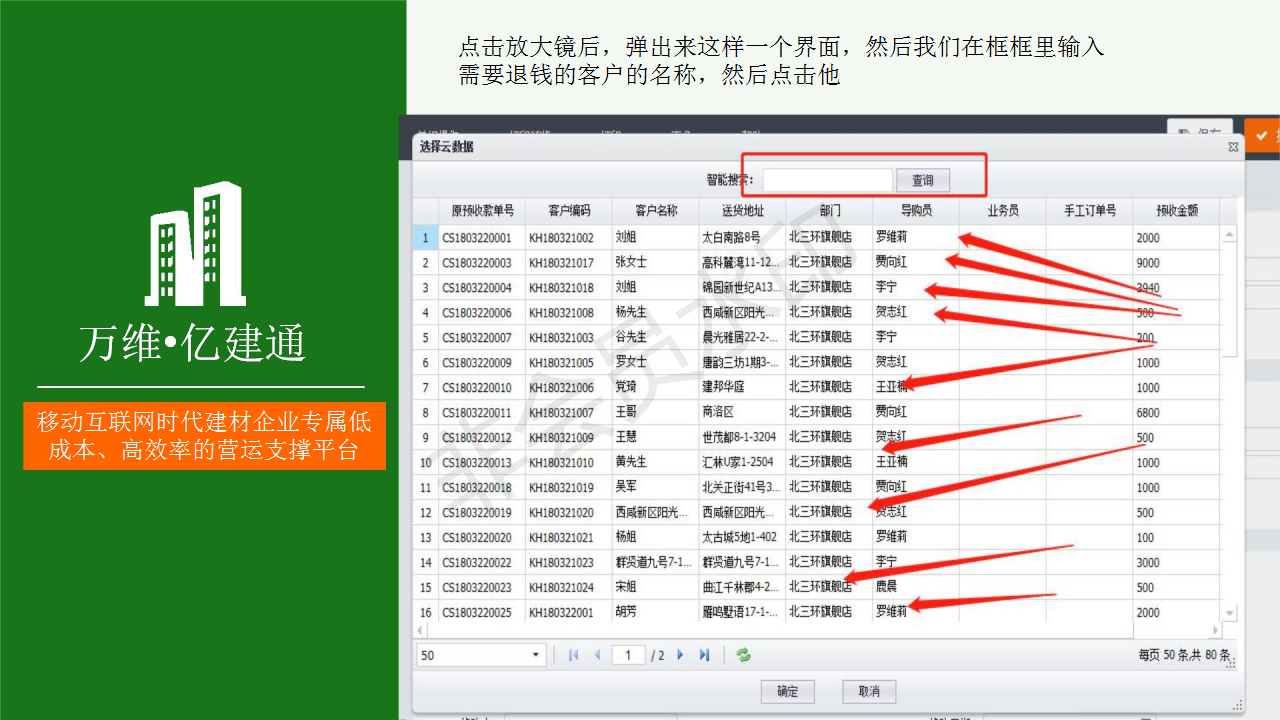 点击放大镜后，弹出来这样一个界面，然后我们在框框里输入
需要退钱的客户的名称，然后点击他
万维•亿建通
移动互联网时代建材企业专属低
成本、高效率的营运支撑平台
选择云数据
智能搜索： 查询
原预收款单号 客户编码 客户名称 送货地址 部门 导购员 业务员 手工订单号 预收金额
1 CS1803220001 KH180321002 刘姐 太白南路8号 北三环旗舰店 罗维莉 2000
2 CS1803220003 KH180321017 张女士 高科麓湾11-12... 北三环旗舰店 贾向红 9000
3 CS1803220004 KH180321018 刘姐 锦园新世纪A13... 北三环旗舰店 李宁 3940
4 CS1803220006 KH180321008 杨先生 西咸新区阳光... 北三环旗舰店 贺志红 500
5 CS1803220007 KH180321003 谷先生 晨光雅居22-2-... 北三环旗舰店 李宁 200
6 CS1803220009 KH180321005 罗女士 唐韵三坊1期3-... 北三环旗舰店 贺志红 1000
7 CS1803220010 KH180321006 党琦 建邦华庭 北三环旗舰店 王亚楠 1000
8 CS1803220011 KH180321007 王哥 商洛区 北三环旗舰店 贾向红 6800
9 CS1803220012 KH180321009 王慧 世茂都8-1-3204 北三环旗舰店 贺志红 500
10 CS1803220013 KH180321010 黄先生 汇林U家1-2504 北三环旗舰店 王亚楠 1000
11 CS1803220018 KH180321019 吴军 北关正街41号3... 北三环旗舰店 贾向红 1000
12 CS1803220019 KH180321020 西咸新区阳光... 西咸新区阳光... 北三环旗舰店 贺志红 500
13 CS1803220020 KH180321021 杨姐 太古城5地1-402 北三环旗舰店 罗维莉 100
14 CS1803220022 KH180321023 群贤道九号7-1... 群贤道九号7-1... 北三环旗舰店 李宁 3000
15 CS1803220023 KH180321024 宋姐 曲江千林郡4-2... 北三环旗舰店 鹿晨 500
16 CS1803220025 KH180322001 胡芳 雁鸣墅语17-1-... 北三环旗舰店 罗维莉 2000
非会员水印
50 1 / 2 每页 50 条,共 80 条
确定 取消